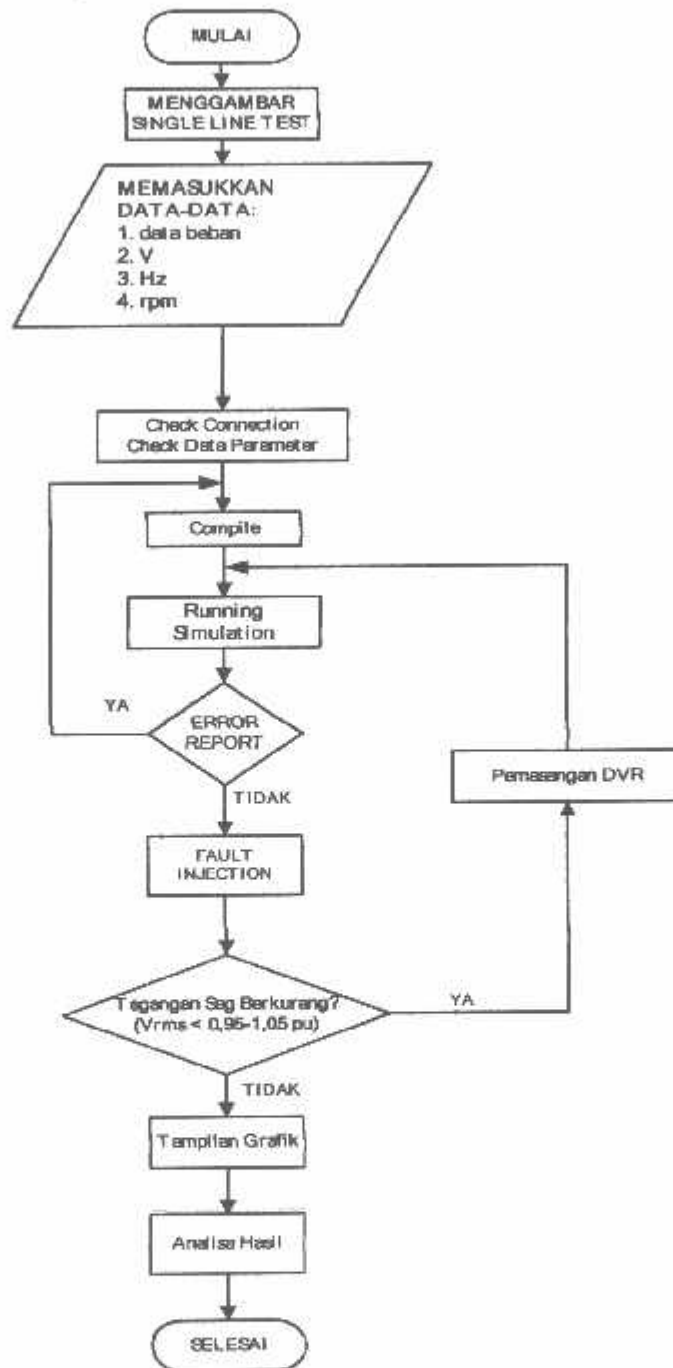 MULAI
MENGGAMBAR
SINGLE LINE TEST
MEMASUKKAN
DATA-DATA:
1. data beban
2. V
3. Hz
4. rpm
Check Connection
Check Data Parameter
Compile
Running
Simulation
YA
ERROR
REPORT
Pemasangan DVR
TIDAK
FAULT
INJECTION
Tegangan Sag Berkurang?
(Vrms < 0,95-1,05 pu)
YA
TIDAK
Tampilan Grafik
Analisa Hasil
SELESAI